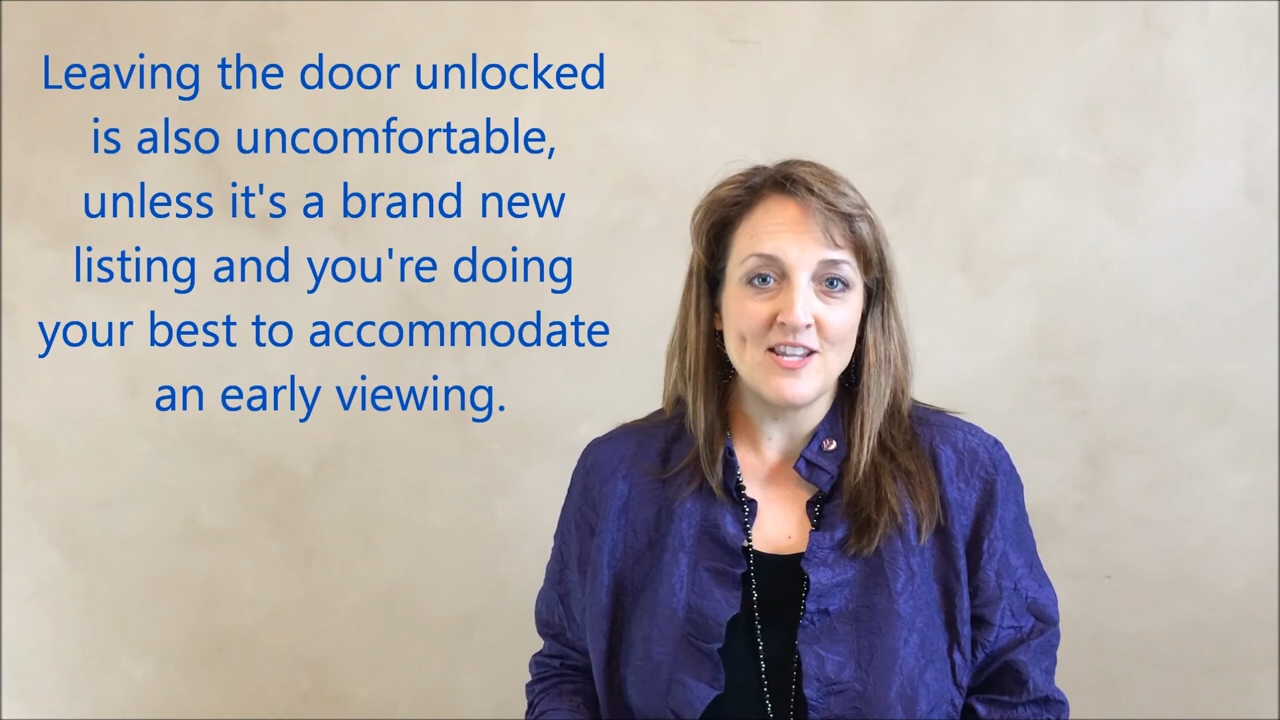 Leaving the door unlocked
is also uncomfortable,
unless it's a brand new
listing and you're doing
your best to accommodate
an early viewing.